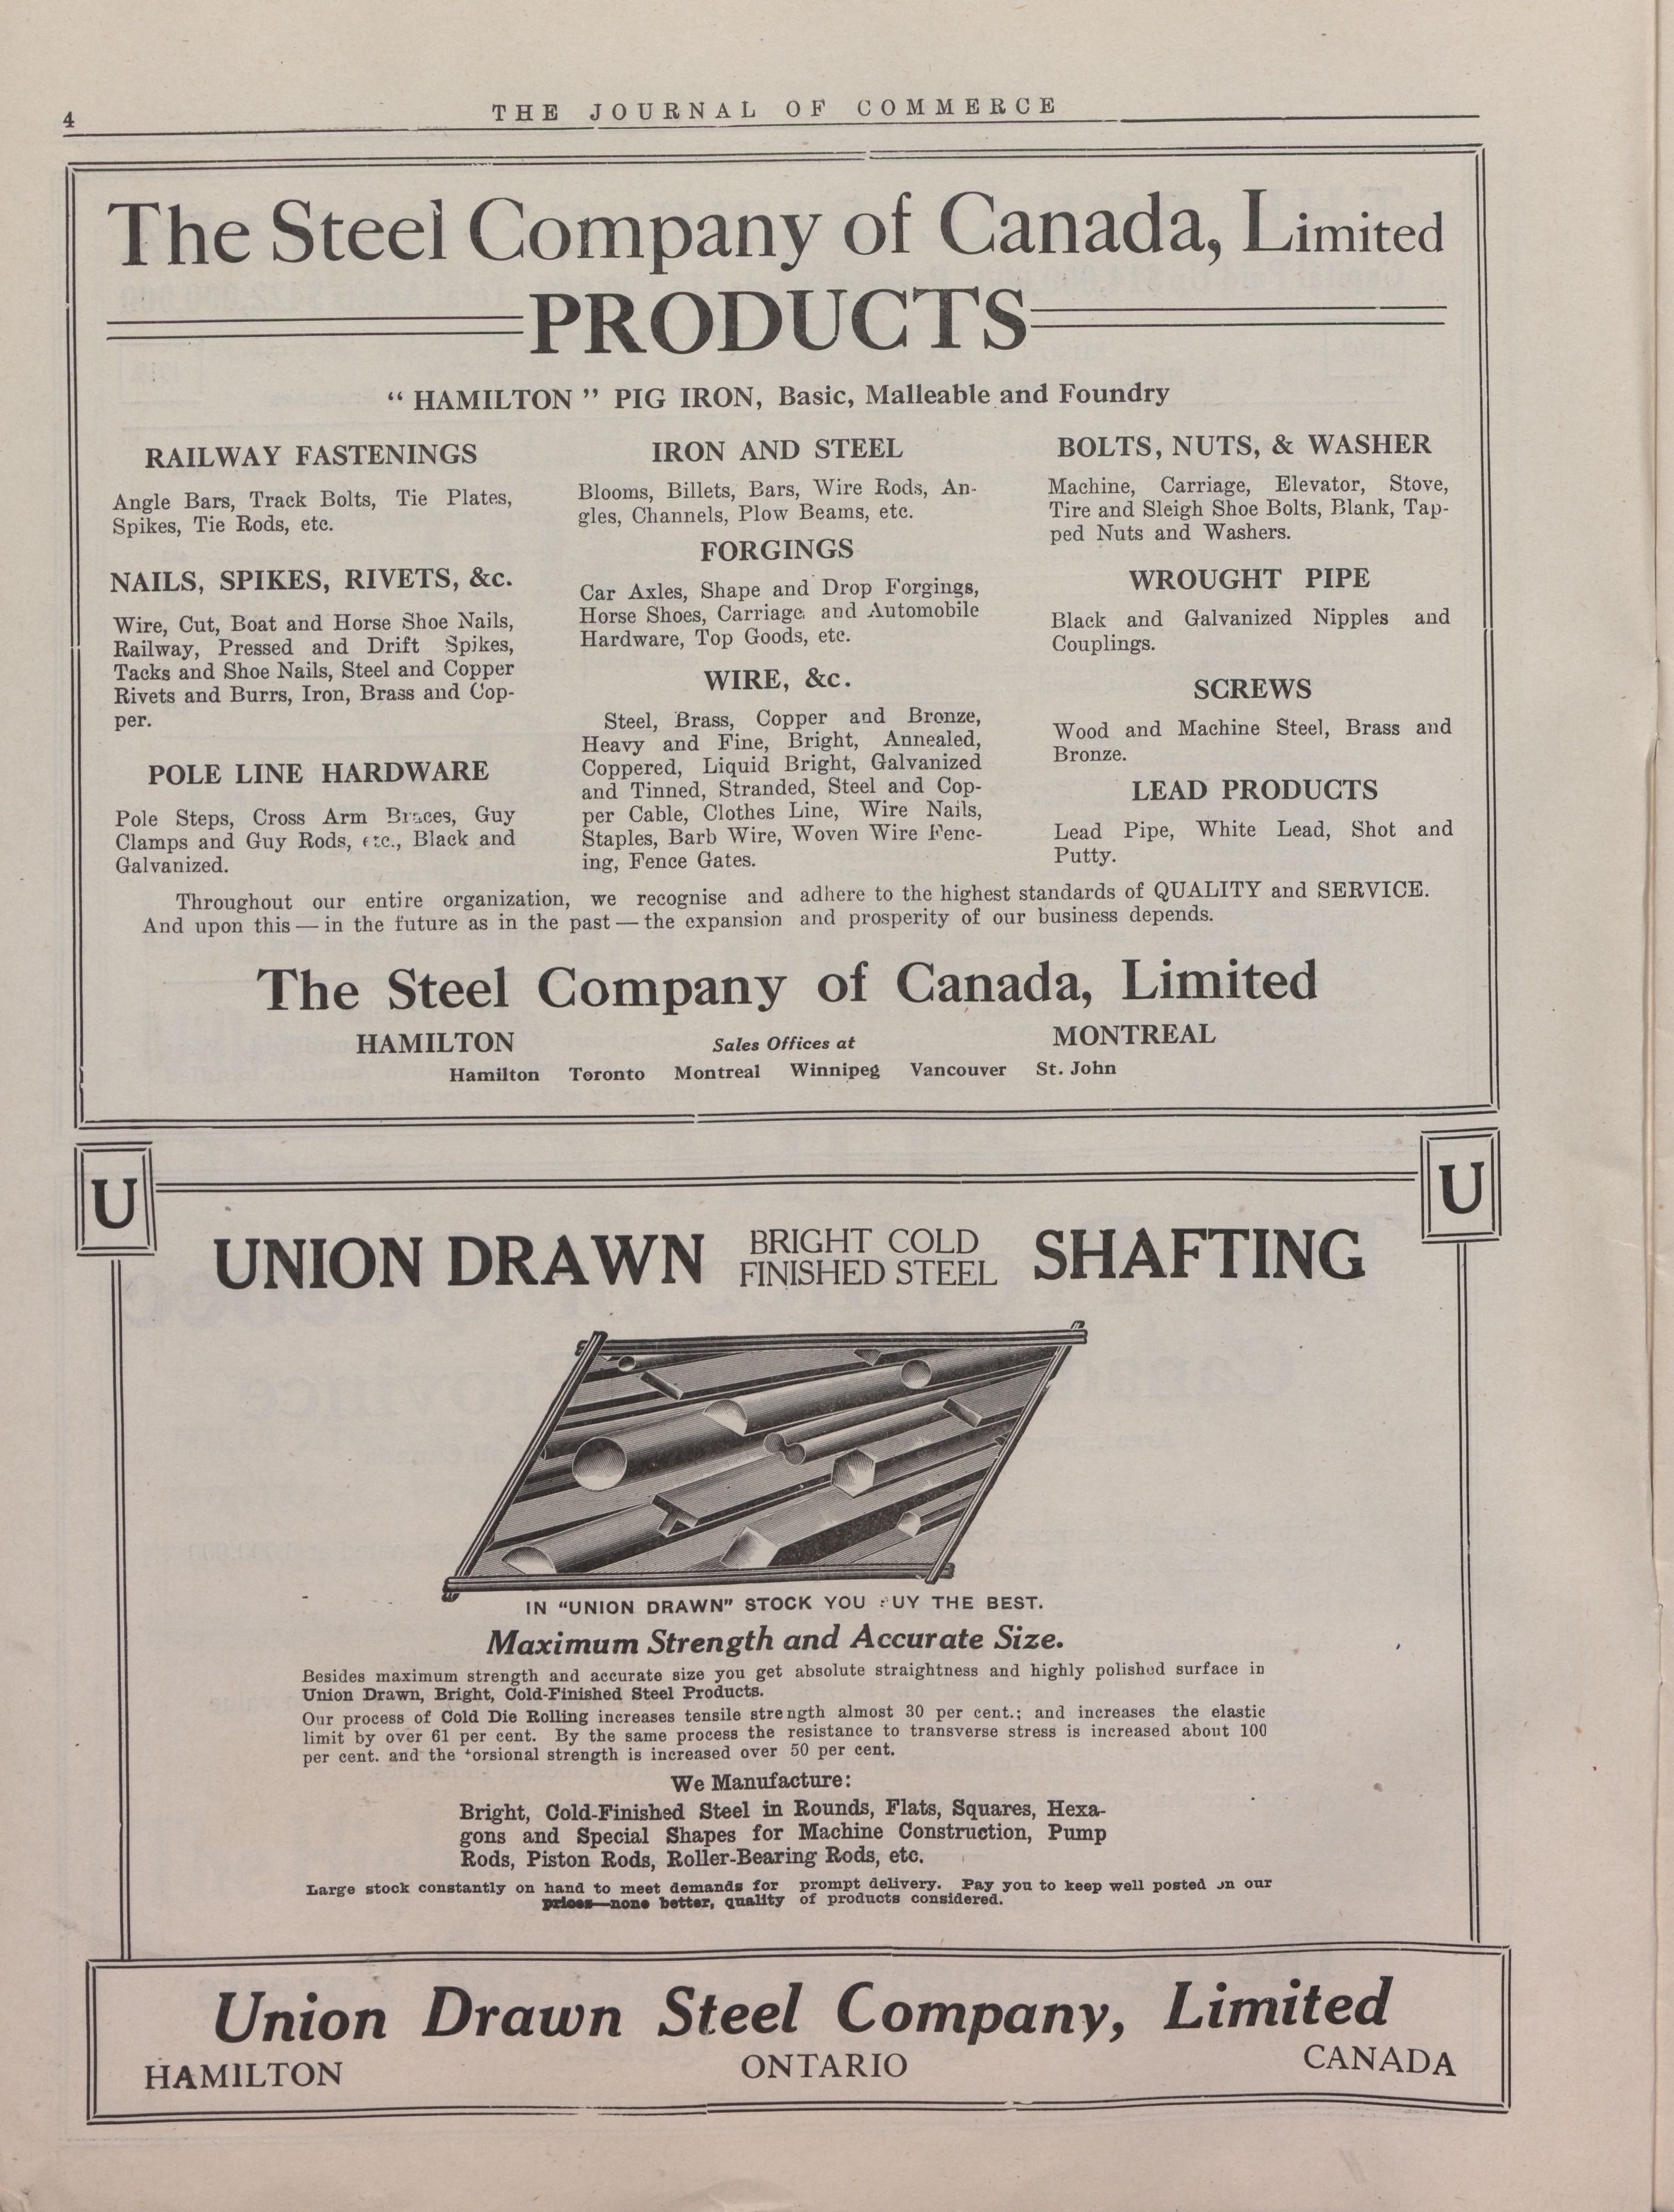 4
THE JOURNAL OF COMMERCE
The Steel Company of Canada, Limited
PRODUCTS
“ HAMILTON ” PIG IRON, Basic, Malleable and Foundry
RAILWAY FASTENINGS
Angle Bars, Track Bolts, Tie Plates,
Spikes, Tie Rods, etc.
NAILS, SPIKES, RIVETS, &c.
Wire, Cut, Boat and Horse Shoe Nails,
Railway, Pressed and Drift Spikes,
Tacks and Shoe Nails, Steel and Copper
Rivets and Burrs, Iron, Brass and Cop-
per.
POLE LINE HARDWARE
Pole Steps, Cross Arm Braces, Guy
Clamps and Guy Rods, etc., Black and
Galvanized.
IRON AND STEEL
Blooms, Billets, Bars, Wire Rods, An-
gles, Channels, Plow Beams, etc.
FORGINGS
Car Axles, Shape and Drop Forgings,
Horse Shoes, Carriage and Automobile
Hardware, Top Goods, etc.
WIRE, &c.
Steel, Brass, Copper and Bronze,
Heavy and Fine, Bright, Annealed,
Coppered, Liquid Bright, Galvanized
and Tinned, Stranded, Steel and Cop-
per Cable, Clothes Line, Wire Nails,
Staples, Barb Wire, Woven Wire Fenc-
ing, Fence Gates.
BOLTS, NUTS, & WASHER
Machine, Carriage, Elevator, Stove,
Tire and Sleigh Shoe Bolts, Blank, Tap-
ped Nuts and Washers.
WROUGHT PIPE
Black and Galvanized Nipples and
Couplings.
SCREWS
Wood and Machine Steel, Brass and
Bronze.
LEAD PRODUCTS
Lead Pipe, White Lead, Shot and
Putty.
Throughout our entire organization, we recognise and adhere to the highest standards of QUALITY and SERVICE.
And upon this — in the future as in the past — the expansion and prosperity of our business depends.
The Steel Company of Canada, Limited
HAMILTON Sales Offices at MONTREAL
Hamilton Toronto Montreal Winnipeg Vancouver St. John
U U
UNION DRAWN BRIGHT COLD FINISHED STEEL SHAFTING
IN “UNION DRAWN” STOCK YOU BUY THE BEST.
Maximum Strength and Accurate Size.
Besides maximum strength and accurate size you get absolute straightness and highly polished surface in
Union Drawn, Bright, Cold-Finished Steel Products.
Our process of Cold Die Rolling increases tensile strength almost 30 per cent.; and increases the elastic
limit by over 61 per cent. By the same process the resistance to transverse stress is increased about 100
per cent. and the torsional strength is increased over 50 per cent.
We Manufacture:
Bright, Cold-Finished Steel in Rounds, Flats, Squares, Hexa-
gons and Special Shapes for Machine Construction, Pump
Rods, Piston Rods, Roller-Bearing Rods, etc.
Large stock constantly on hand to meet demands for prompt delivery. Pay you to keep well posted on our
prices—none better, quality of products considered.
Union Drawn Steel Company, Limited
HAMILTON ONTARIO CANADA